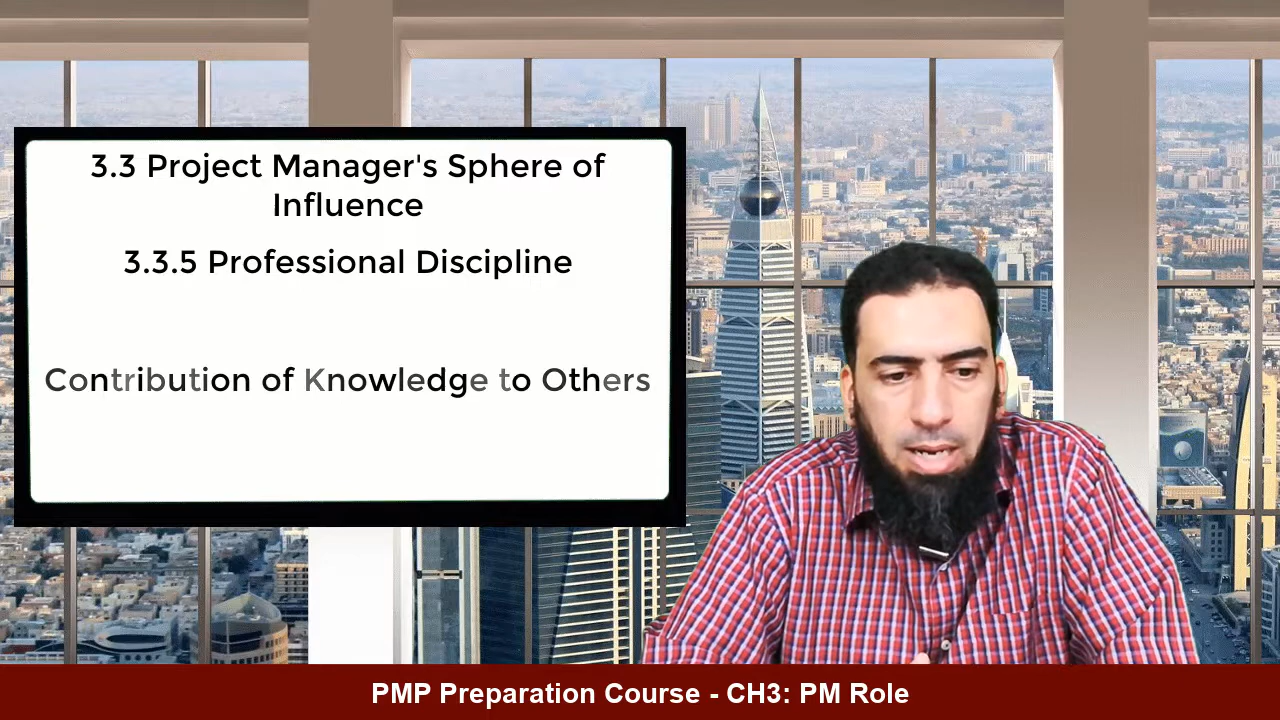 3.3 Project Manager's Sphere of
Influence
3.3.5 Professional Discipline
Contribution of Knowledge to Others
PMP Preparation Course - CH3: PM Role